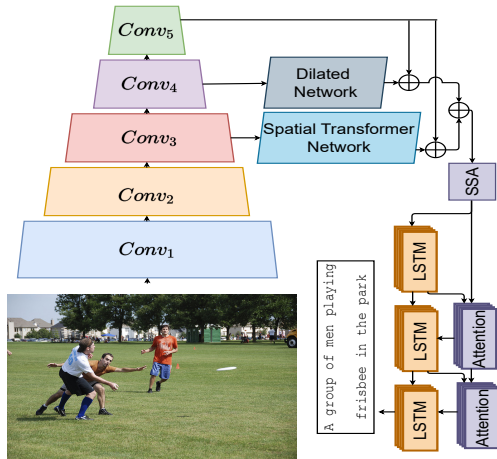 Conv5
Conv4
Conv3
Conv2
Conv1
Dilated
Network
Spatial Transformer
Network
SSA
LSTM
LSTM
LSTM
Attention
Attention
A group of men playing
frisbee in the park